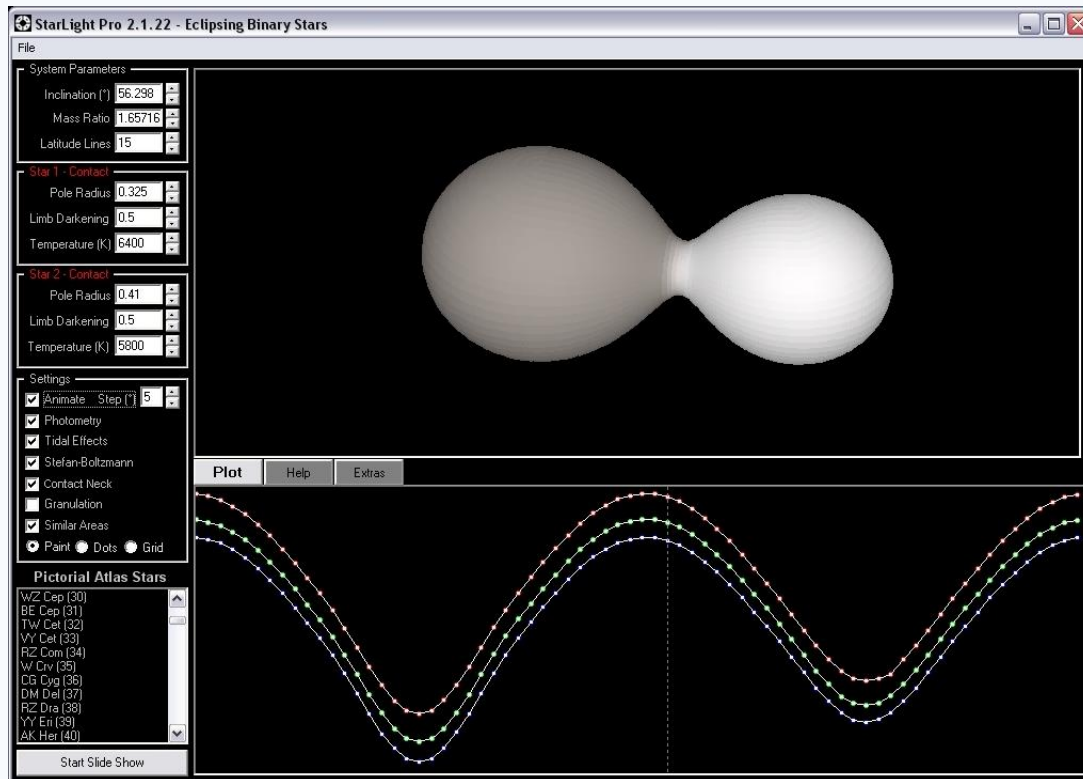 StarLight Pro 2.1.22 - Eclipsing Binary Stars
File
System Parameters
Inclination (°) 56.298
Mass Ratio 1.65716
Latitude Lines 15
Star 1 - Contact
Pole Radius 0.325
Limb Darkening 0.5
Temperature (K) 6400
Star 2 - Contact
Pole Radius 0.41
Limb Darkening 0.5
Temperature (K) 5800
Settings
Animate Step (°) 5
Photometry
Tidal Effects
Stefan-Boltzmann
Contact Neck
Granulation
Similar Areas
Paint Dots Grid
Pictorial Atlas Stars
WZ Cep (30)
BE Cep (31)
TW Cet (32)
VY Cet (33)
RZ Com (34)
W Crv (35)
CG Cyg (36)
DM Del (37)
RZ Dra (38)
YY Eri (39)
AK Her (40)
Start Slide Show
Plot Help Extras